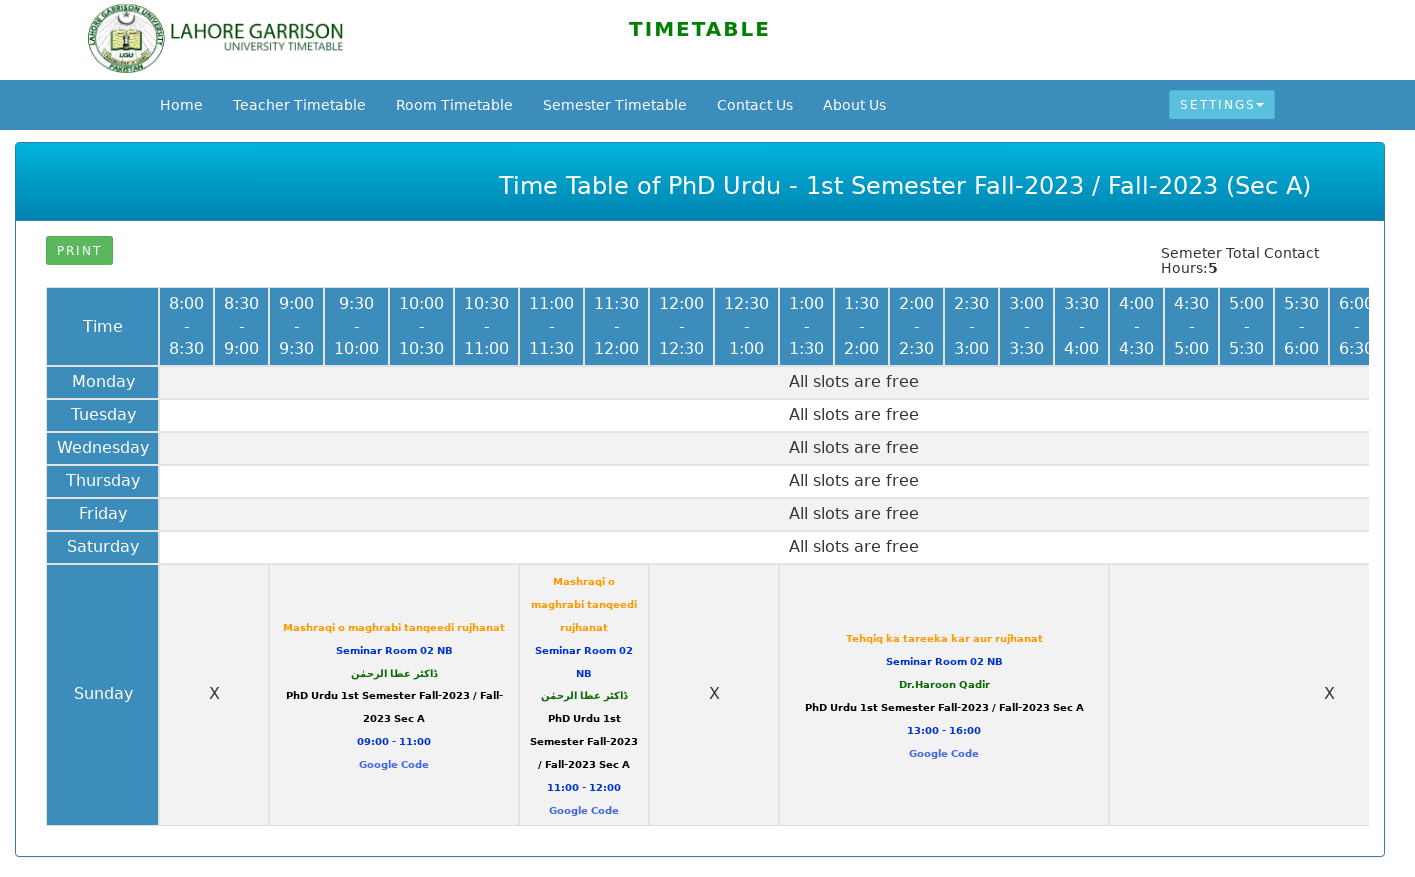 LAHORE GARRISON
UNIVERSITY TIMETABLE
TIMETABLE
Home Teacher Timetable Room Timetable Semester Timetable Contact Us About Us SETTINGS
Time Table of PhD Urdu - 1st Semester Fall-2023 / Fall-2023 (Sec A)
PRINT
Semeter Total Contact
Hours:5
Time
8:00 - 8:30
8:30 - 9:00
9:00 - 9:30
9:30 - 10:00
10:00 - 10:30
10:30 - 11:00
11:00 - 11:30
11:30 - 12:00
12:00 - 12:30
12:30 - 1:00
1:00 - 1:30
1:30 - 2:00
2:00 - 2:30
2:30 - 3:00
3:00 - 3:30
3:30 - 4:00
4:00 - 4:30
4:30 - 5:00
5:00 - 5:30
5:30 - 6:00
6:00 - 6:30
Monday All slots are free
Tuesday All slots are free
Wednesday All slots are free
Thursday All slots are free
Friday All slots are free
Saturday All slots are free
Sunday
X
Mashraqi o maghrabi tanqeedi rujhanat
Seminar Room 02 NB
ڈاکٹر عطا الرحمٰن
PhD Urdu 1st Semester Fall-2023 / Fall-
2023 Sec A
09:00 - 11:00
Google Code
Mashraqi o
maghrabi tanqeedi
rujhanat
Seminar Room 02
NB
ڈاکٹر عطا الرحمٰن
PhD Urdu 1st
Semester Fall-2023
/ Fall-2023 Sec A
11:00 - 12:00
Google Code
X
Tehqiq ka tareeka kar aur rujhanat
Seminar Room 02 NB
Dr.Haroon Qadir
PhD Urdu 1st Semester Fall-2023 / Fall-2023 Sec A
13:00 - 16:00
Google Code
X